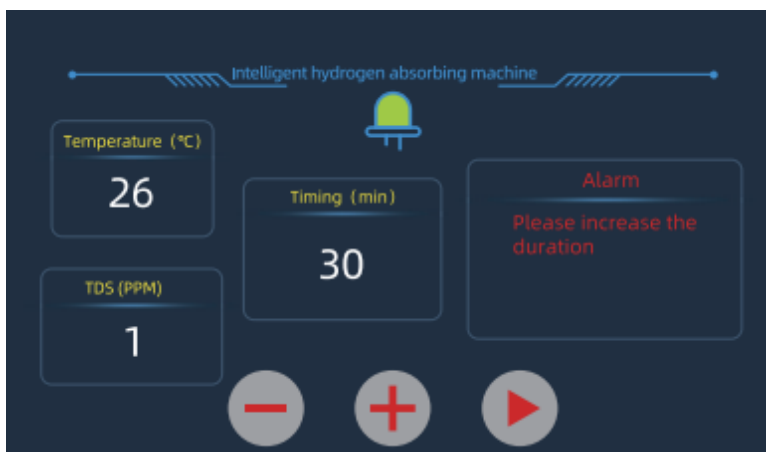 Intelligent hydrogen absorbing machine
Temperature (℃)
26
Timing (min)
30
Alarm
Please increase the
duration
TDS (PPM)
1